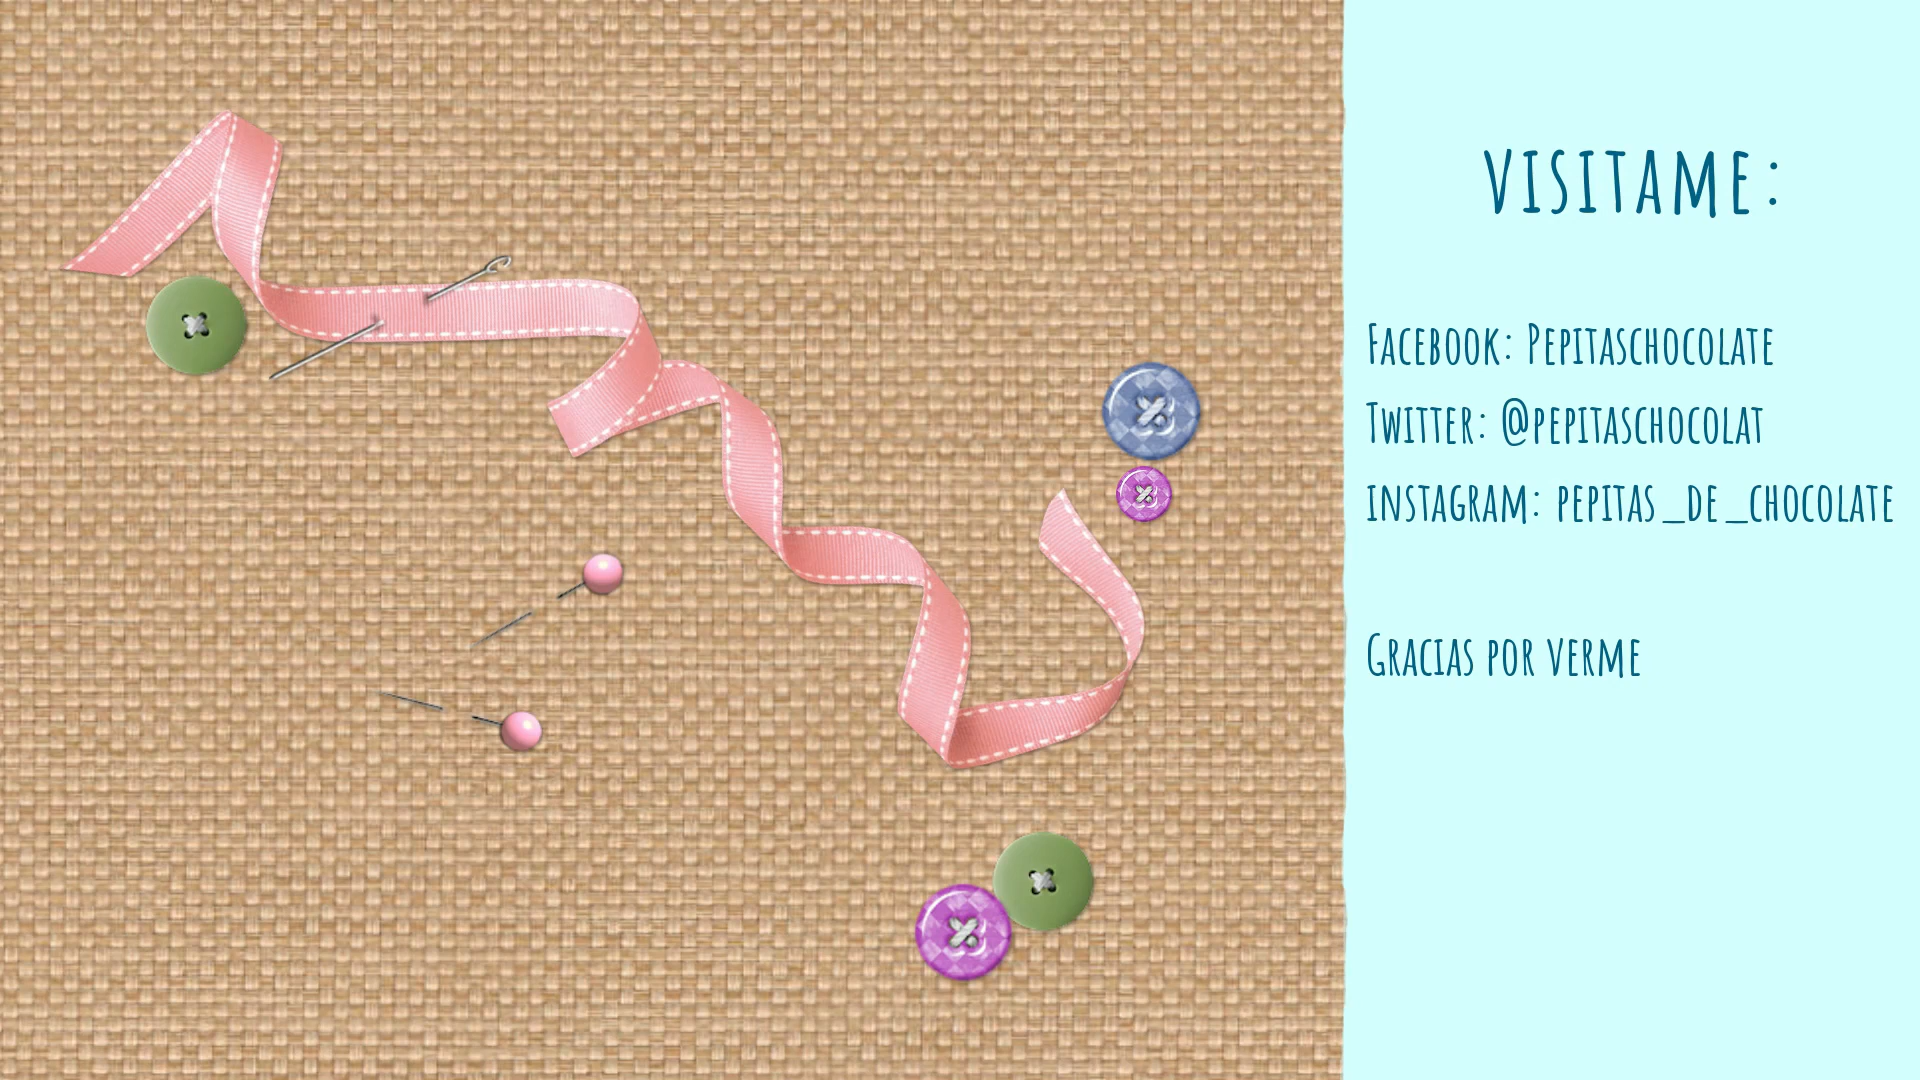 VISITAME:
Facebook: Pepitaschocolate
Twitter: @pepitaschocolat
instagram: pepitas_de_chocolate
Gracias por verme